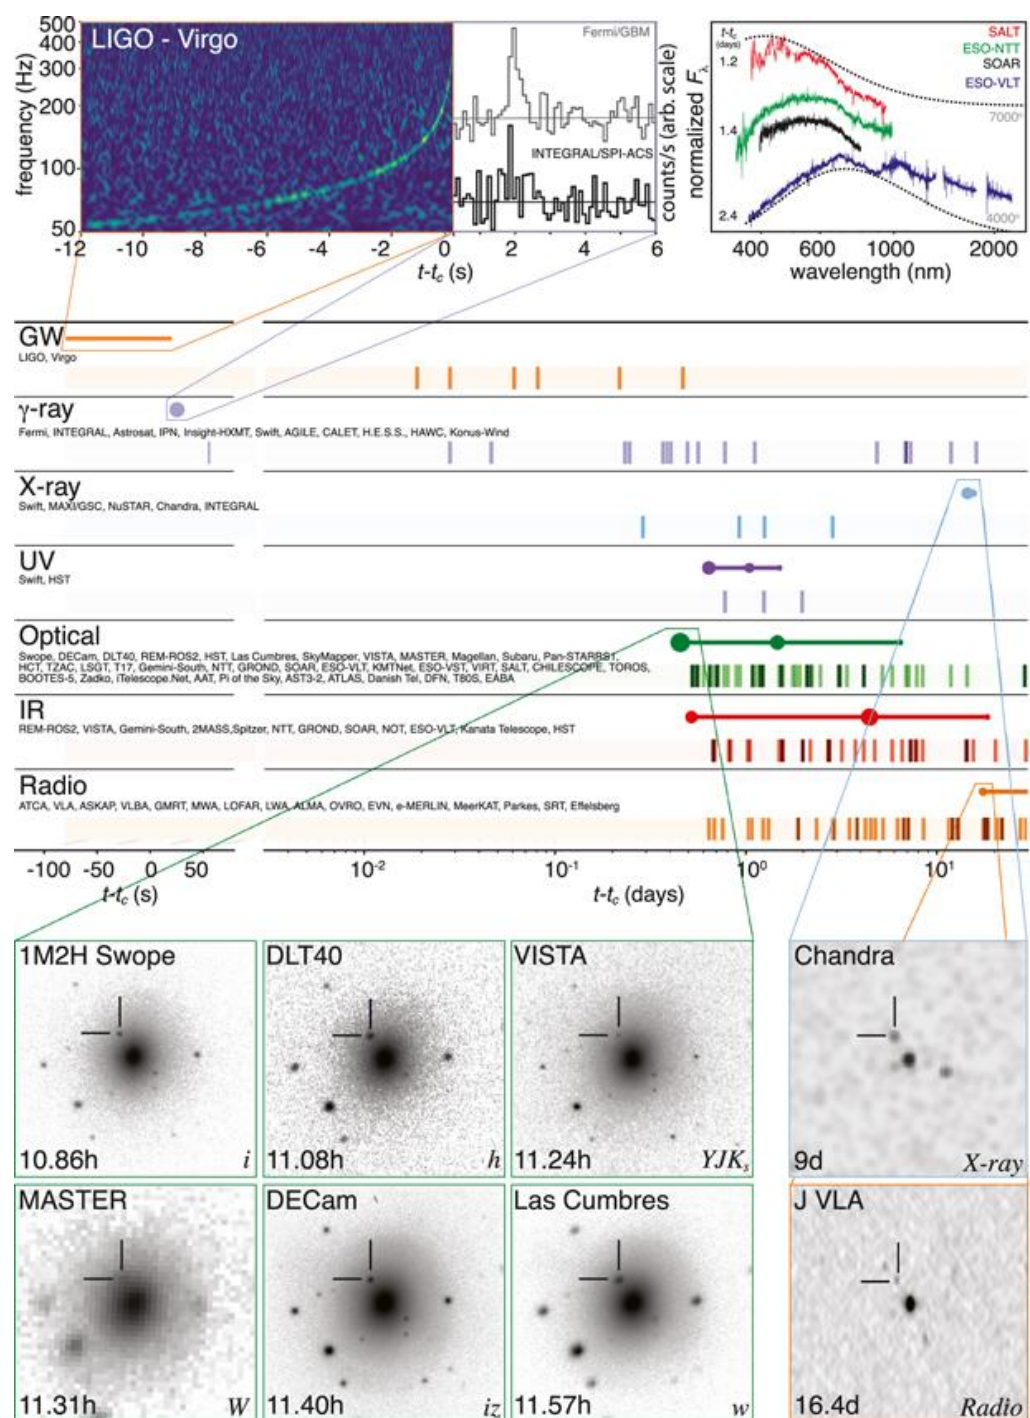 LIGO - Virgo
frequency (Hz)
500
400
300
200
100
50
-12 -10 -8 -6 -4 -2 0
0 2 4 6
t-tc (s)
Fermi/GBM
INTEGRAL/SPI-ACS
counts/s (arb. scale)
normalized Fλ
t-tc
(days)
1.2
1.4
2.4
SALT
ESO-NTT
SOAR
ESO-VLT
7000°
4000°
400 600 1000 2000
wavelength (nm)
GW
LIGO, Virgo
γ-ray
Fermi, INTEGRAL, Astrosat, IPN, Insight-HXMT, Swift, AGILE, CALET, H.E.S.S., HAWC, Konus-Wind
X-ray
Swift, MAXI/GSC, NuSTAR, Chandra, INTEGRAL
UV
Swift, HST
Optical
Swope, DECam, DLT40, REM-ROS2, HST, Las Cumbres, SkyMapper, VISTA, MASTER, Magellan, Subaru, Pan-STARRS1,
HCT, TZAC, LSGT, T17, Gemini-South, NTT, GROND, SOAR, ESO-VLT, KMTNet, ESO-VST, VIRT, SALT, CHILESCOPE, TOROS,
BOOTES-5, Zadko, iTelescope.Net, AAT, Pi of the Sky, AST3-2, ATLAS, Danish Tel, DFN, T80S, EABA
IR
REM-ROS2, VISTA, Gemini-South, 2MASS,Spitzer, NTT, GROND, SOAR, NOT, ESO-VLT, Kanata Telescope, HST
Radio
ATCA, VLA, ASKAP, VLBA, GMRT, MWA, LOFAR, LWA, ALMA, OVRO, EVN, e-MERLIN, MeerKAT, Parkes, SRT, Effelsberg
-100 -50 0 50
10⁻² 10⁻¹ 10⁰ 10¹
t-tc (s)
t-tc (days)
1M2H Swope
10.86h
i
DLT40
11.08h
h
VISTA
11.24h
YJKs
Chandra
9d
X-ray
MASTER
11.31h
W
DECam
11.40h
iz
Las Cumbres
11.57h
w
J VLA
16.4d
Radio